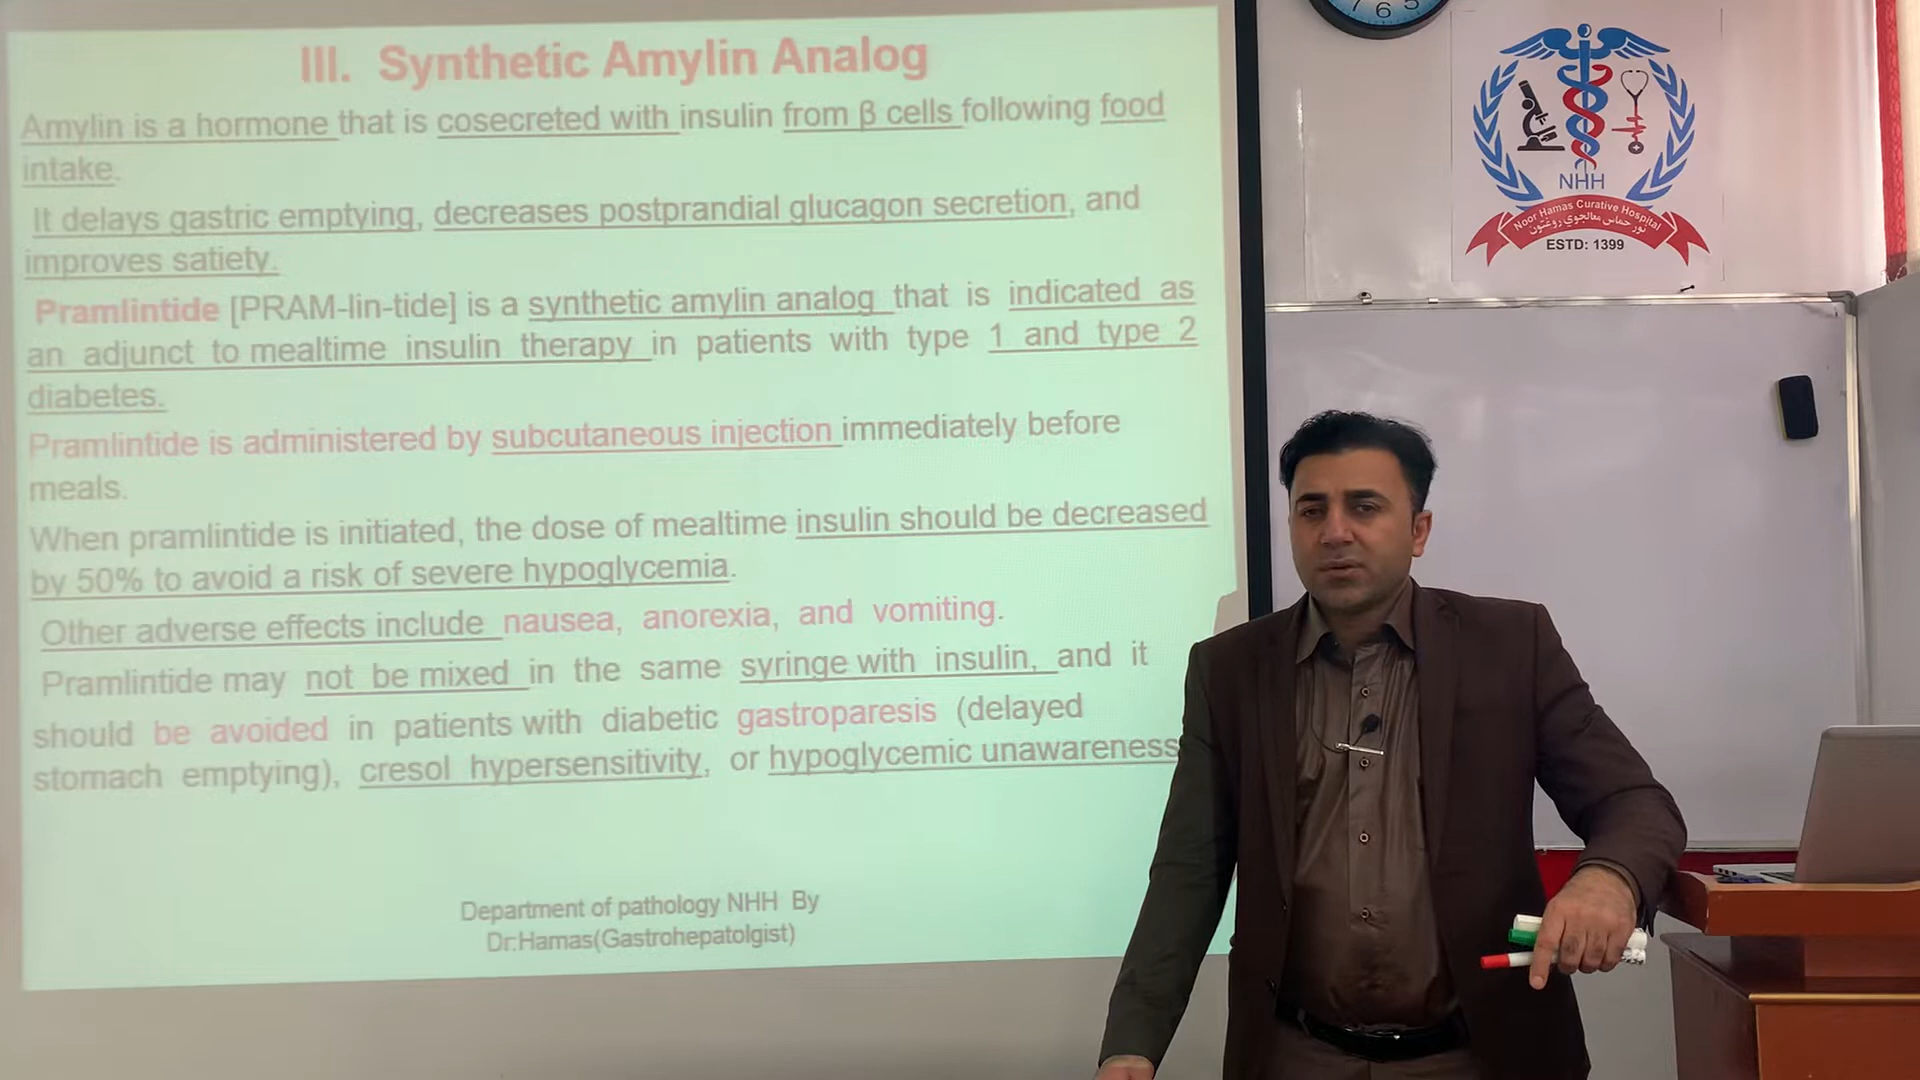 III. Synthetic Amylin Analog
Amylin is a hormone that is cosecreted with insulin from β cells following food
intake.
It delays gastric emptying, decreases postprandial glucagon secretion, and
improves satiety.
Pramlintide [PRAM-lin-tide] is a synthetic amylin analog that is indicated as
an adjunct to mealtime insulin therapy in patients with type 1 and type 2
diabetes.
Pramlintide is administered by subcutaneous injection immediately before
meals.
When pramlintide is initiated, the dose of mealtime insulin should be decreased
by 50% to avoid a risk of severe hypoglycemia.
Other adverse effects include nausea, anorexia, and vomiting.
Pramlintide may not be mixed in the same syringe with insulin, and it
should be avoided in patients with diabetic gastroparesis (delayed
stomach emptying), cresol hypersensitivity, or hypoglycemic unawareness
Department of pathology NHH By
Dr:Hamas(Gastrohepatolgist)
7 6 5
NHH
Noor Hamas Curative Hospital
نور حماس معالجوي روغتون
ESTD: 1399